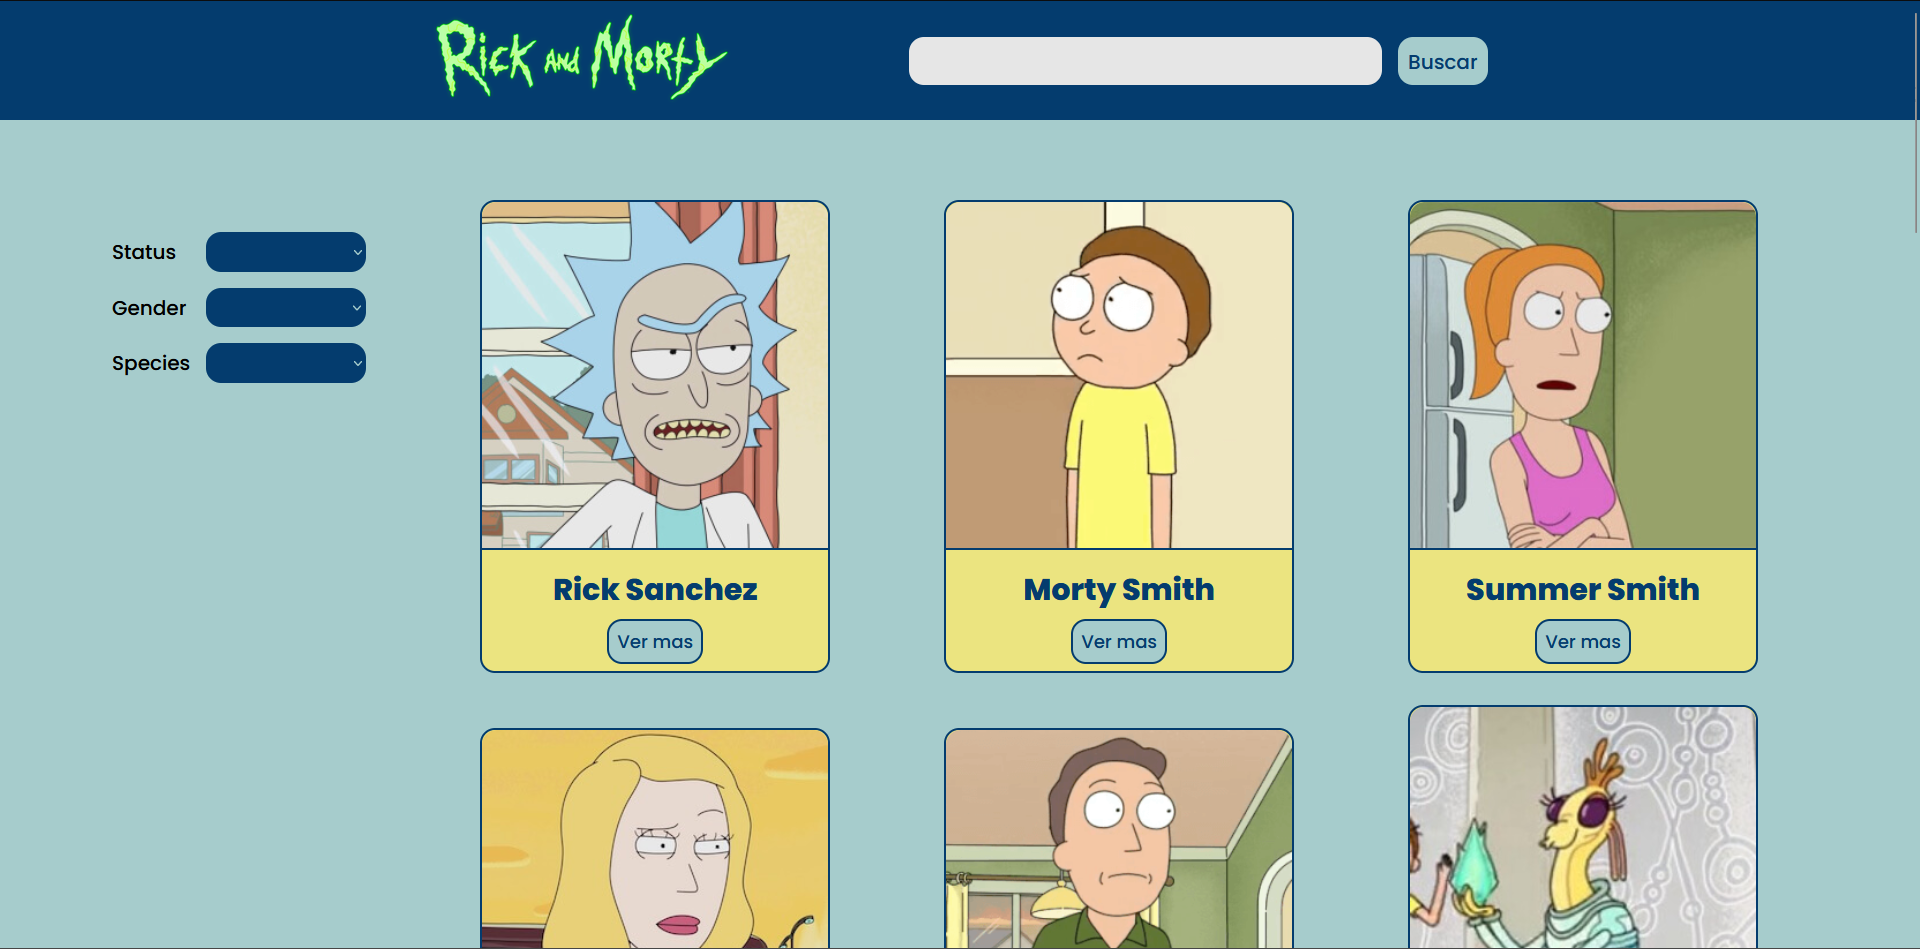 Rick and Morty
Buscar
Status
Gender
Species
Rick Sanchez
Ver mas
Morty Smith
Ver mas
Summer Smith
Ver mas